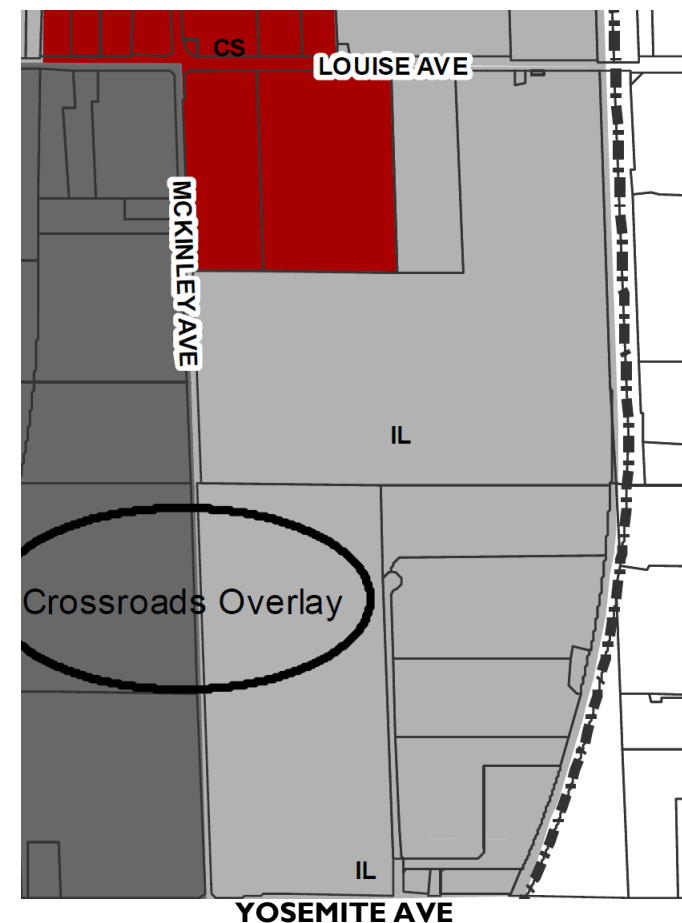 CS
LOUISE AVE
MCKINLEY AVE
IL
Crossroads Overlay
IL
YOSEMITE AVE